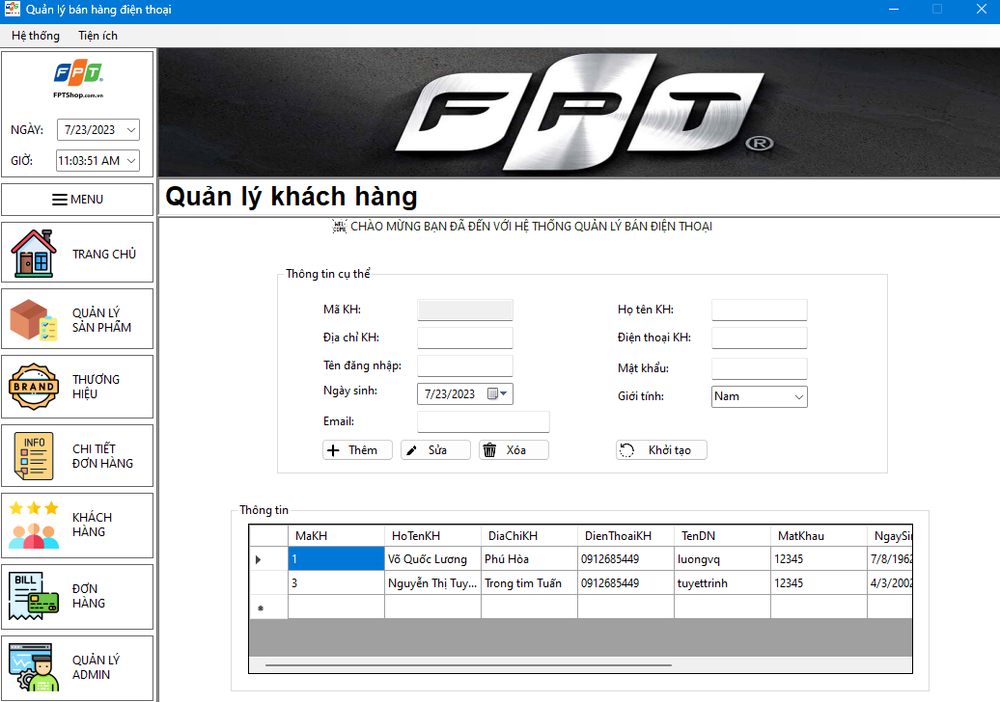 Quản lý bán hàng điện thoại
Hệ thống Tiện ích
FPT
FPTShop.com.vn
NGÀY: 7/23/2023
GIỜ: 11:03:51 AM
MENU
TRANG CHỦ
QUẢN LÝ
SẢN PHẨM
BRAND
THƯƠNG
HIỆU
INFO
CHI TIẾT
ĐƠN HÀNG
KHÁCH
HÀNG
BILL
ĐƠN
HÀNG
QUẢN LÝ
ADMIN
FPT®
Quản lý khách hàng
WELCOME CHÀO MỪNG BẠN ĐÃ ĐẾN VỚI HỆ THỐNG QUẢN LÝ BÁN ĐIỆN THOẠI
Thông tin cụ thể
Mã KH: Họ tên KH:
Địa chỉ KH: Điện thoại KH:
Tên đăng nhập: Mật khẩu:
Ngày sinh: 7/23/2023 Giới tính: Nam
Email:
Thêm Sửa Xóa Khởi tạo
Thông tin
MaKH HoTenKH DiaChiKH DienThoaiKH TenDN MatKhau NgaySi
1 Võ Quốc Lương Phú Hòa 0912685449 luongvq 12345 7/8/1962
3 Nguyễn Thị Tuy... Trong tim Tuấn 0912685449 tuyettrinh 12345 4/3/2002